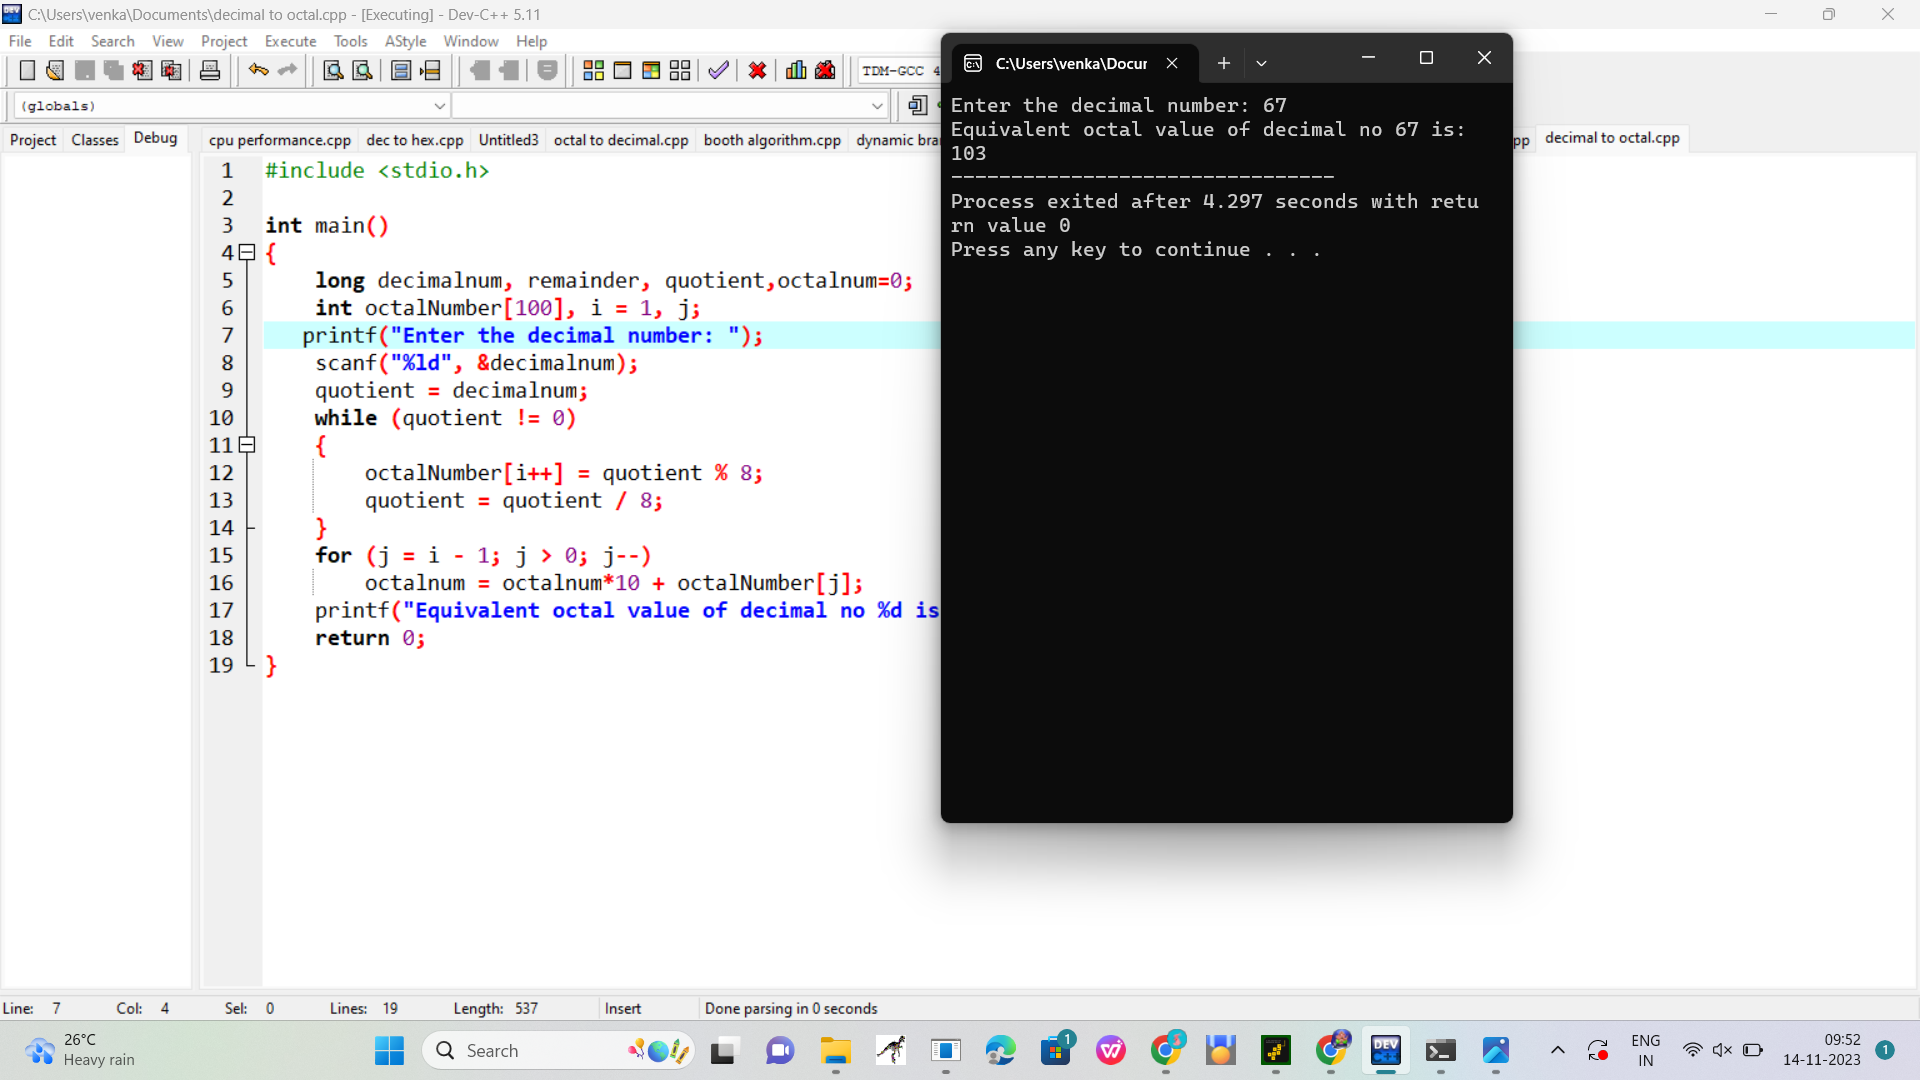 C:\Users\venka\Documents\decimal to octal.cpp - [Executing] - Dev-C++ 5.11
File Edit Search View Project Execute Tools AStyle Window Help
TDM-GCC 4
(globals)
Project Classes Debug
cpu performance.cpp dec to hex.cpp Untitled3 octal to decimal.cpp booth algorithm.cpp dynamic bra pp decimal to octal.cpp
1 #include <stdio.h>
2
3 int main()
4 {
5 long decimalnum, remainder, quotient,octalnum=0;
6 int octalNumber[100], i = 1, j;
7 printf("Enter the decimal number: ");
8 scanf("%ld", &decimalnum);
9 quotient = decimalnum;
10 while (quotient != 0)
11 {
12 octalNumber[i++] = quotient % 8;
13 quotient = quotient / 8;
14 }
15 for (j = i - 1; j > 0; j--)
16 octalnum = octalnum*10 + octalNumber[j];
17 printf("Equivalent octal value of decimal no %d is
18 return 0;
19 }
C:\Users\venka\Docur
Enter the decimal number: 67
Equivalent octal value of decimal no 67 is:
103
--------------------------------
Process exited after 4.297 seconds with retu
rn value 0
Press any key to continue . . .
Line: 7 Col: 4 Sel: 0 Lines: 19 Length: 537 Insert Done parsing in 0 seconds
26°C
Heavy rain
Search
1
DEV
C++
ENG
IN
09:52
14-11-2023
1